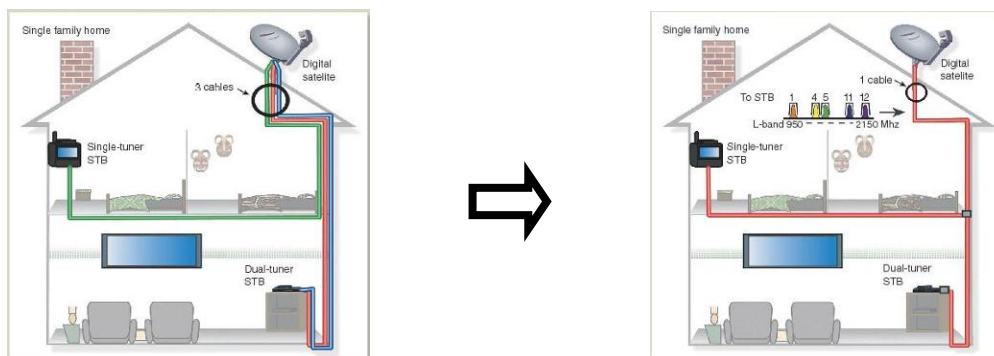 Single family home
Digital
satelite
3 cables
Single-tuner
STB
Dual-tuner
STB
Single family home
Digital
satelite
1 cable
To STB 1 4 5 11 12
L-band 950 2150 Mhz
Single-tuner
STB
Dual-tuner
STB